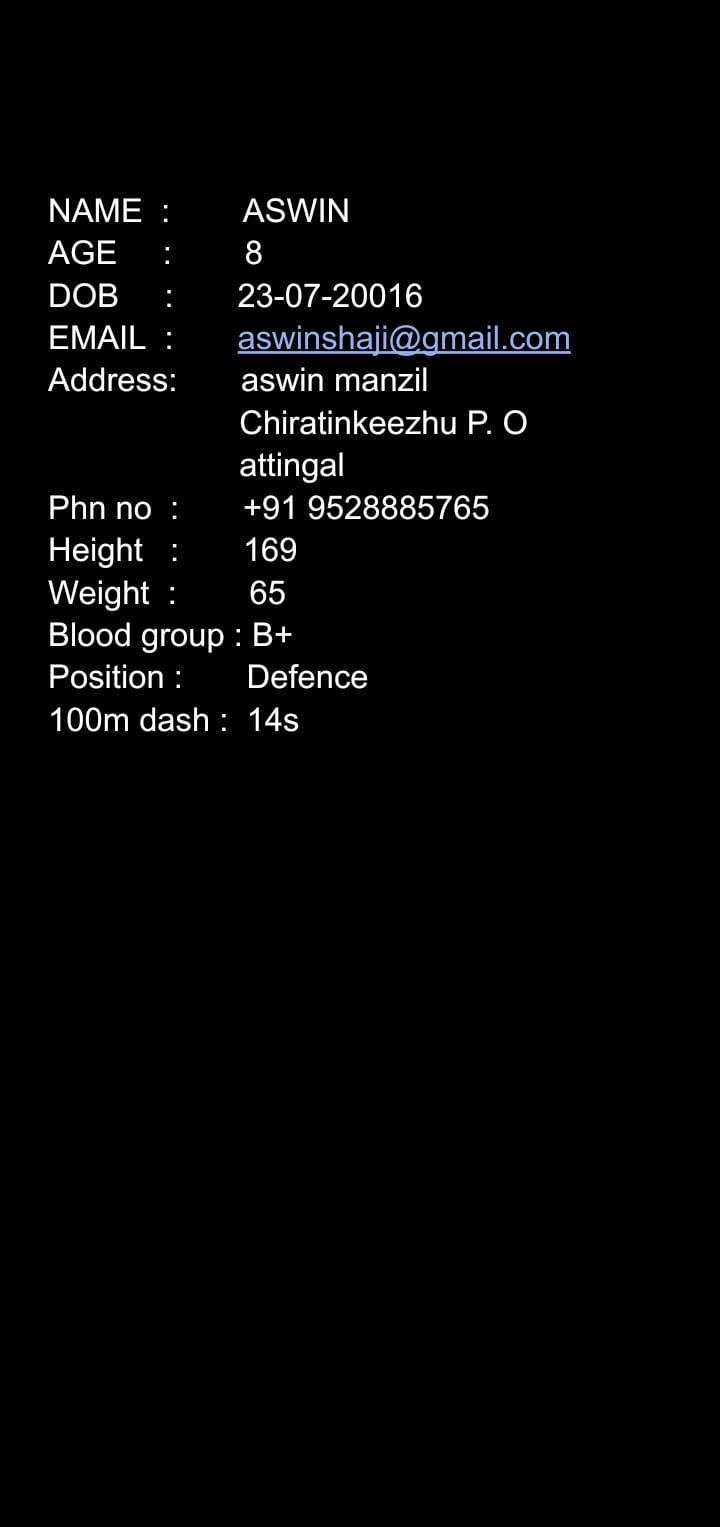 NAME : ASWIN
AGE : 8
DOB : 23-07-20016
EMAIL : aswinshaji@gmail.com
Address: aswin manzil
Chiratinkeezhu P. O
attingal
Phn no : +91 9528885765
Height : 169
Weight : 65
Blood group : B+
Position : Defence
100m dash : 14s